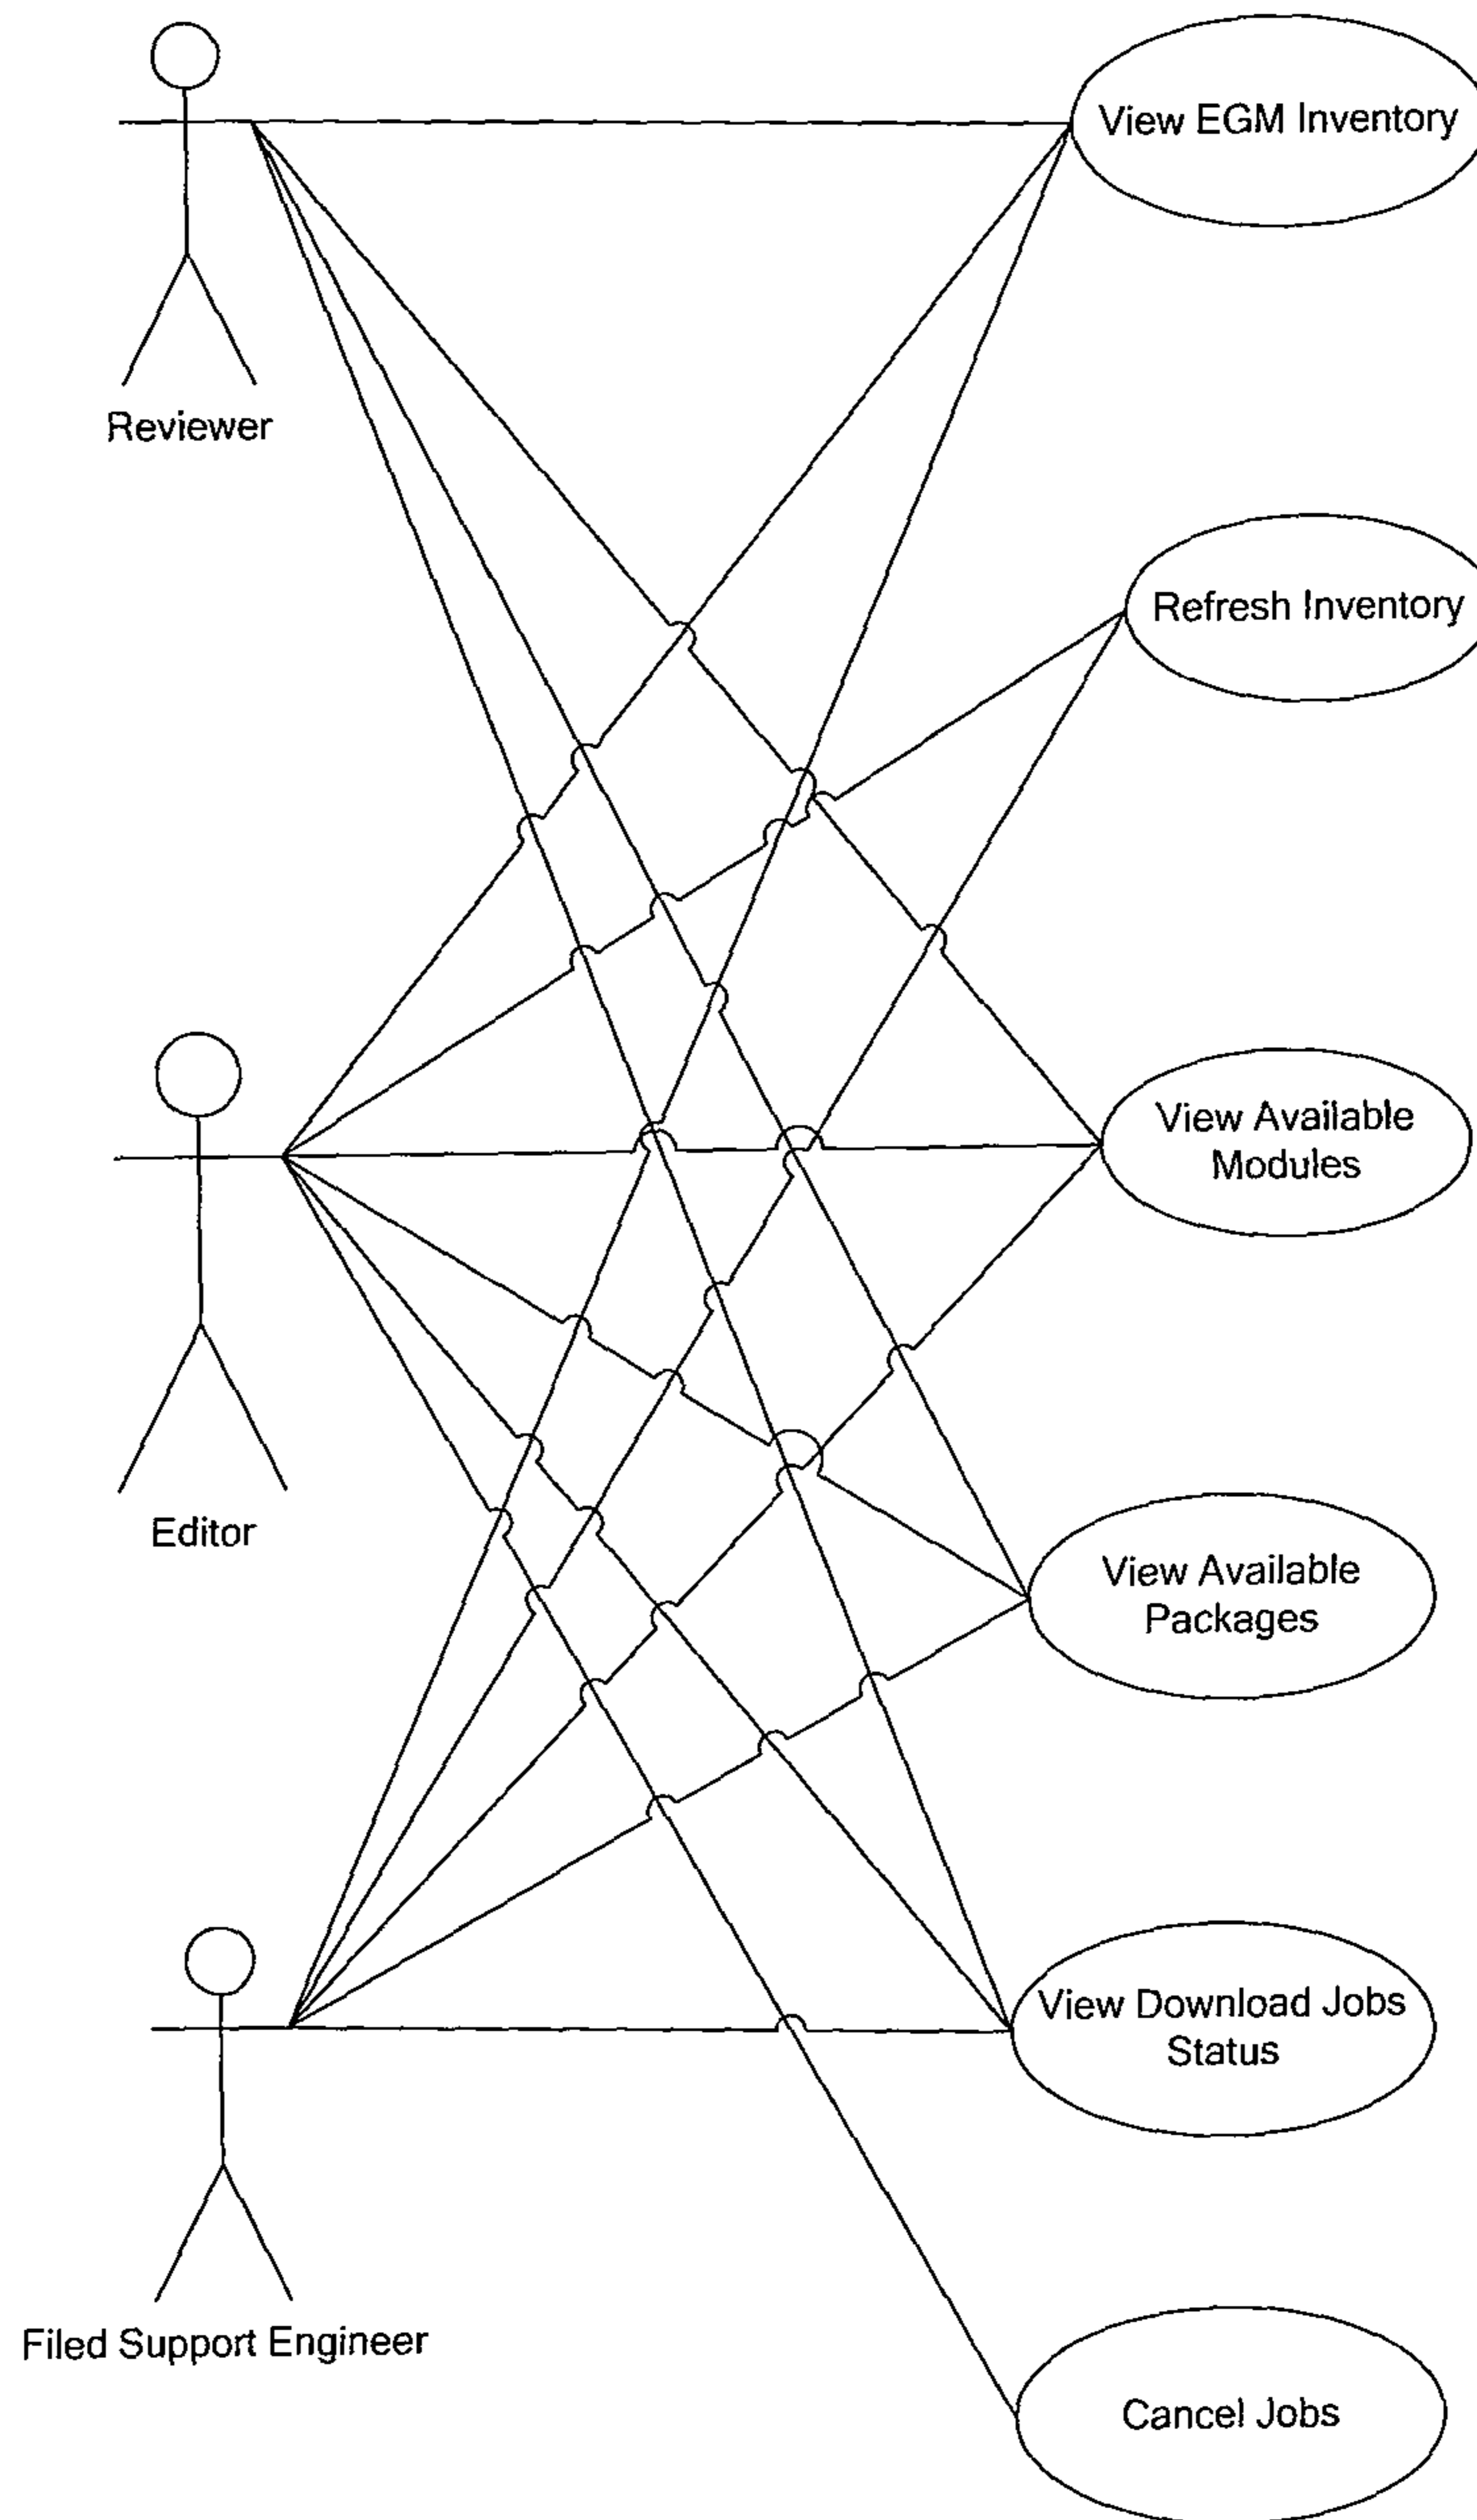 View EGM Inventory
Reviewer
Refresh Inventory
View Available
Modules
Editor
View Available
Packages
View Download Jobs
Status
Filed Support Engineer
Cancel Jobs